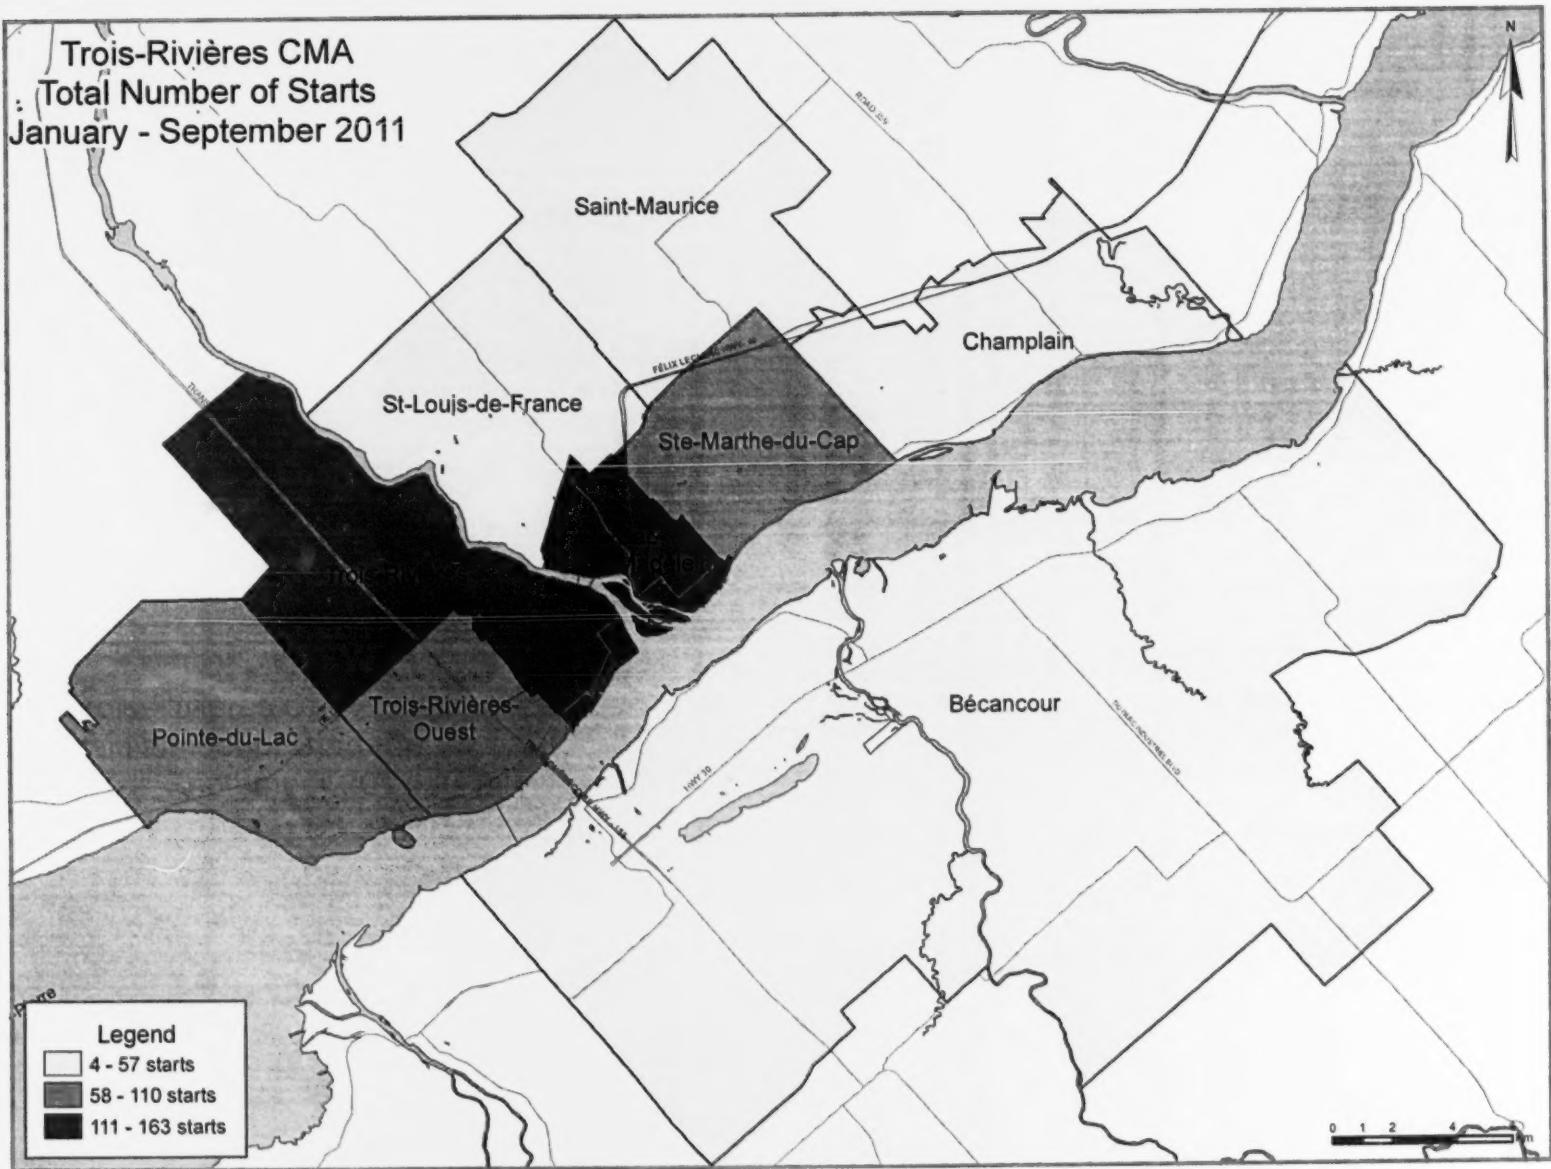 Trois-Rivières CMA
Total Number of Starts
January - September 2011
N
Saint-Maurice
Champlain
FÉLIX
St-Louis-de-France
Ste-Marthe-du-Cap
Trois-Rivières-
Ouest
Pointe-du-Lac
Bécancour
HWY 30
Legend
4 - 57 starts
58 - 110 starts
111 - 163 starts
0 1 2 4
km